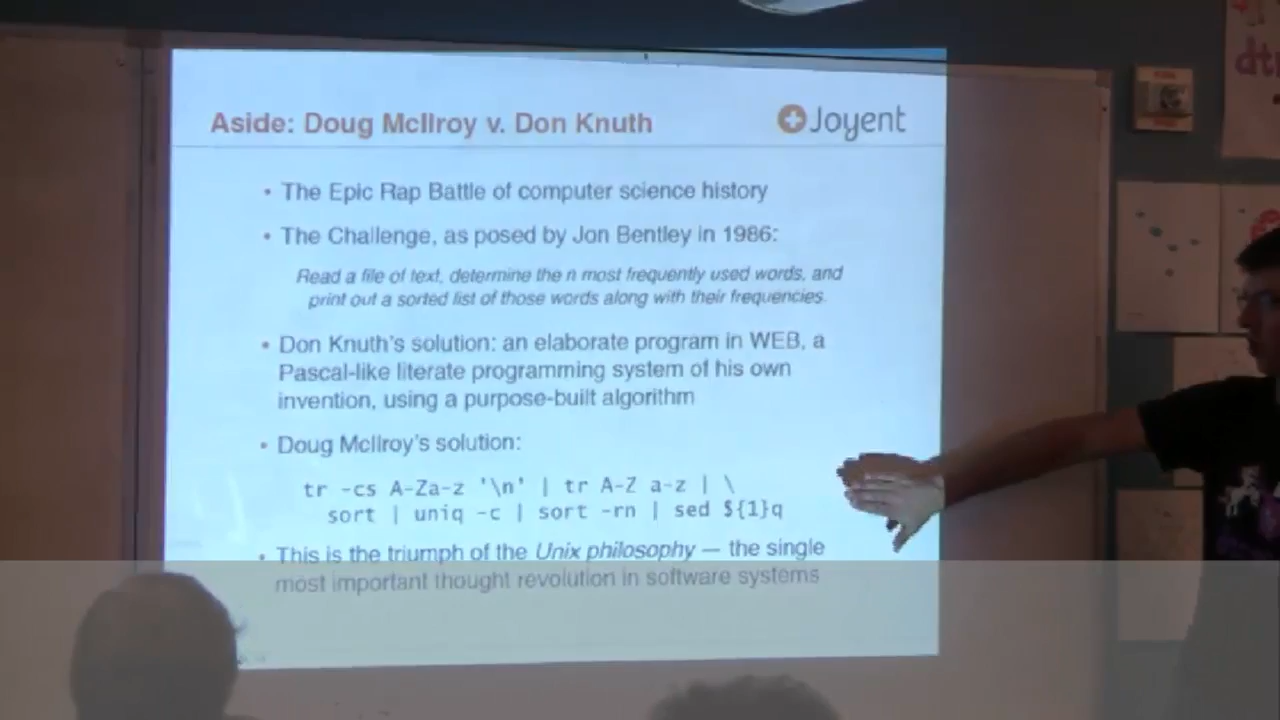 Aside: Doug McIlroy v. Don Knuth
Joyent
• The Epic Rap Battle of computer science history
• The Challenge, as posed by Jon Bentley in 1986:
Read a file of text, determine the n most frequently used words, and
print out a sorted list of those words along with their frequencies.
• Don Knuth's solution: an elaborate program in WEB, a
Pascal-like literate programming system of his own
invention, using a purpose-built algorithm
• Doug McIlroy's solution:
tr -cs A-Za-z '\n' | tr A-Z a-z | \
sort | uniq -c | sort -rn | sed ${1}q
• This is the triumph of the Unix philosophy — the single
most important thought revolution in software systems